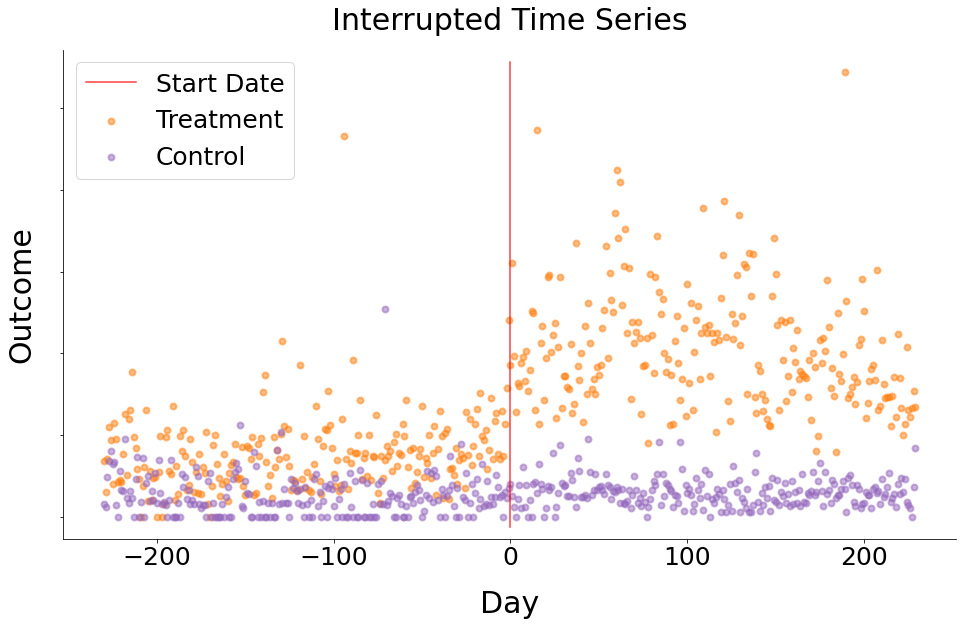 Interrupted Time Series
Start Date
Treatment
Control
Outcome
−200 −100 0 100 200
Day